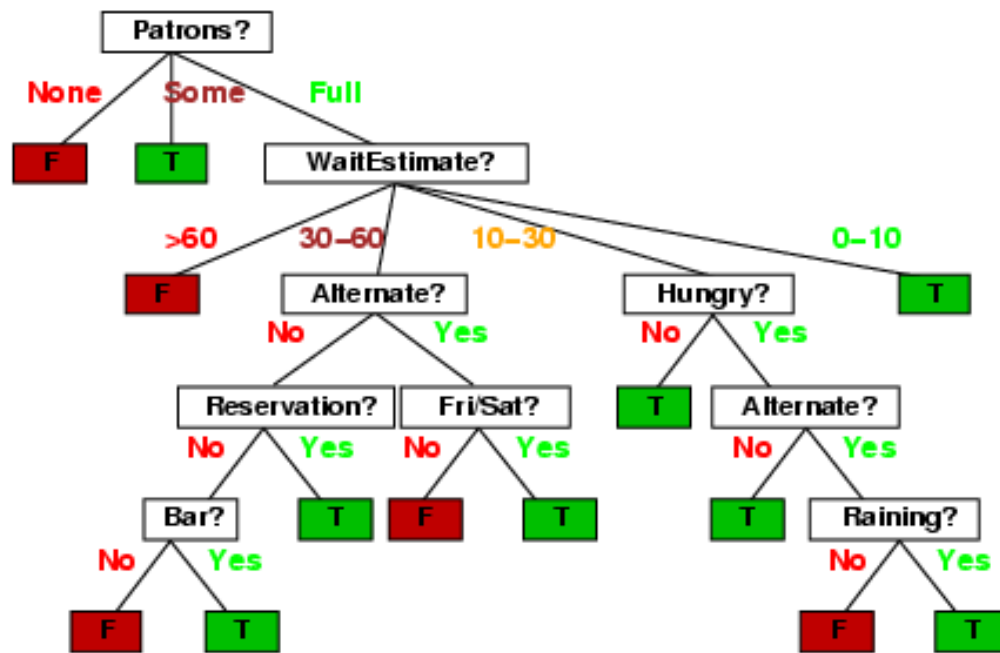 Patrons?
None Some Full
F T WaitEstimate?
>60 30–60 10–30 0–10
F Alternate? Hungry? T
No Yes No Yes
Reservation? Fri/Sat? T Alternate?
No Yes No Yes No Yes
Bar? T F T T Raining?
No Yes No Yes
F T F T